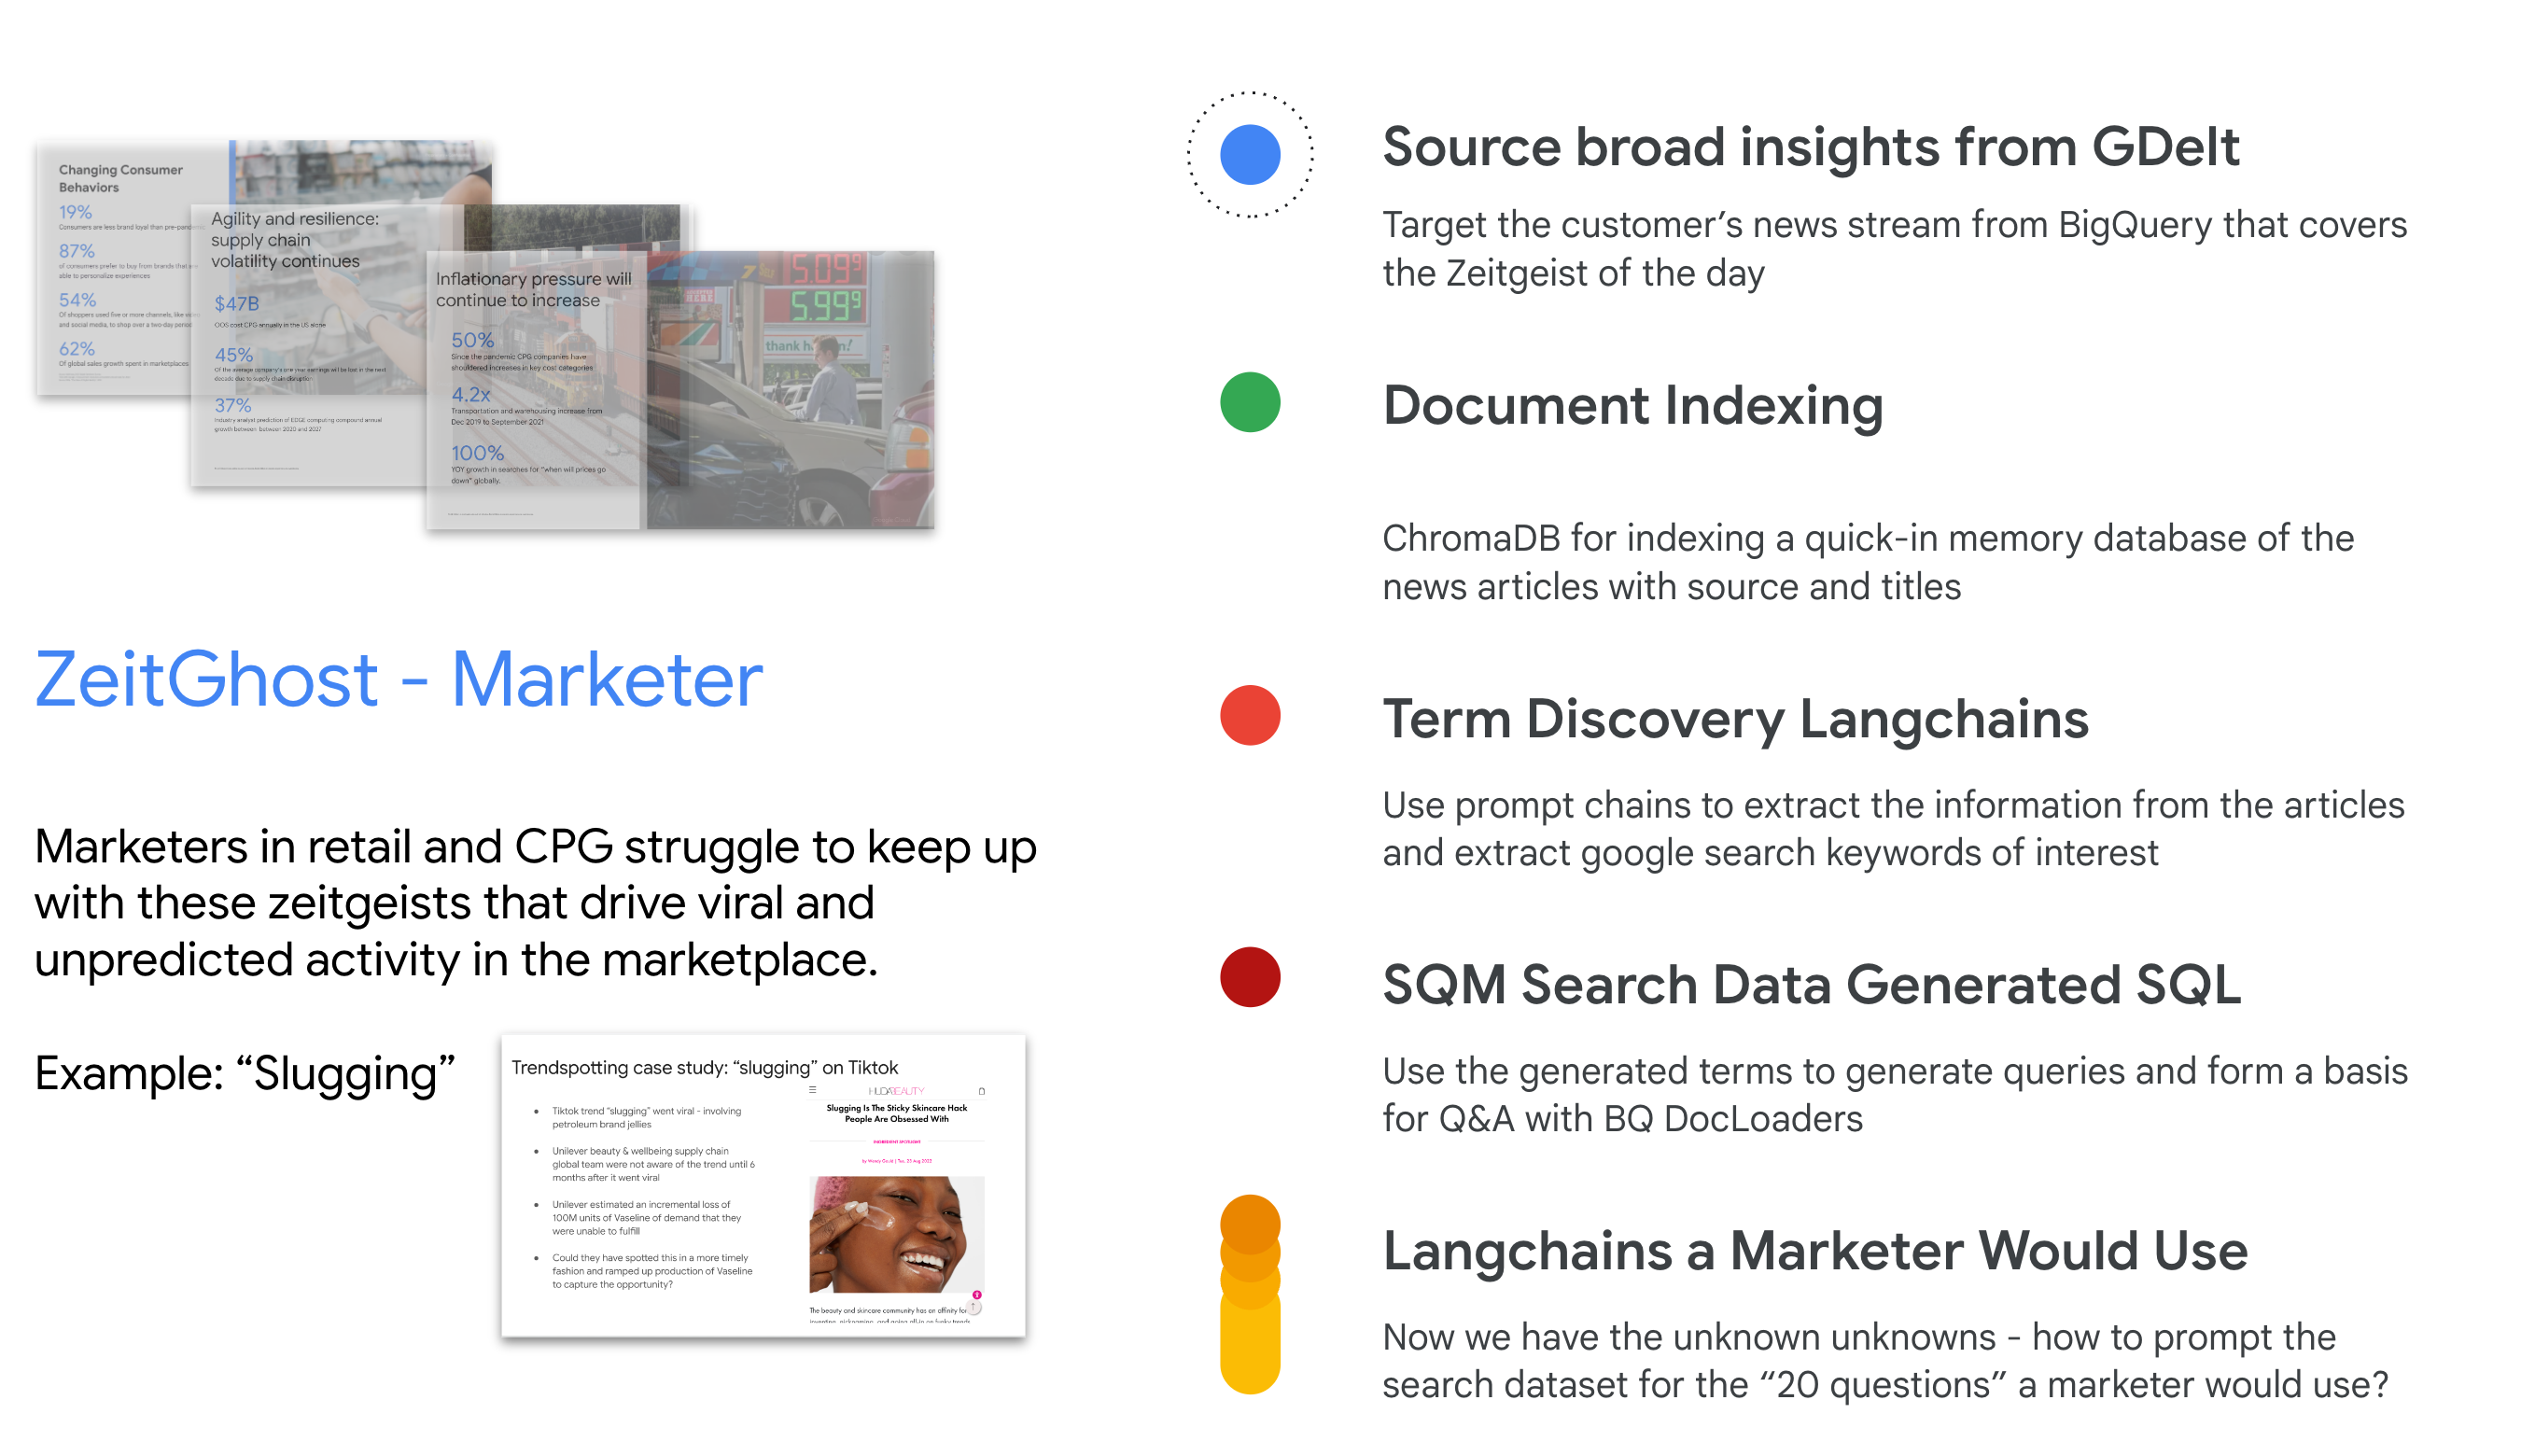 Changing Consumer
Behaviors
19%
Consumers are less brand loyal than pre-pandemic
87%
of consumers prefer to buy from brands that are
able to personalize experiences
54%
Of shoppers used five or more channels, like
and social media, to shop over a two-day period
62%
Of global sales growth spent in marketplaces
Agility and resilience:
supply chain
volatility continues
$47B
OOS cost CPG annually in the US alone
45%
Of the average company's one year earnings will be lost in the next
decade due to supply chain disruption
37%
Industry analyst prediction of EDGE computing compound annual
growth between between 2020 and 2027
Inflationary pressure will
continue to increase
50%
Since the pandemic CPG companies have
shouldered increases in key cost categories
4.2x
Transportation and warehousing increase from
Dec 2019 to September 2021
100%
YOY growth in searches for "when will prices go
down" globally.
5.09⁹
5.99⁹
HERE
thank
ZeitGhost - Marketer
Marketers in retail and CPG struggle to keep up
with these zeitgeists that drive viral and
unpredicted activity in the marketplace.
Example: “Slugging”
Trendspotting case study: “slugging” on Tiktok
• Tiktok trend “slugging” went viral - involving
petroleum brand jellies
• Unilever beauty & wellbeing supply chain
global team were not aware of the trend until 6
months after it went viral
• Unilever estimated an incremental loss of
100M units of Vaseline of demand that they
were unable to fulfill
• Could they have spotted this in a more timely
fashion and ramped up production of Vaseline
to capture the opportunity?
HUDABEAUTY
Slugging Is The Sticky Skincare Hack
People Are Obsessed With
INGREDIENT SPOTLIGHT
The beauty and skincare community has an affinity for
inventing, nicknaming, and going all-in on funky trends
Source broad insights from GDelt
Target the customer’s news stream from BigQuery that covers
the Zeitgeist of the day
Document Indexing
ChromaDB for indexing a quick-in memory database of the
news articles with source and titles
Term Discovery Langchains
Use prompt chains to extract the information from the articles
and extract google search keywords of interest
SQM Search Data Generated SQL
Use the generated terms to generate queries and form a basis
for Q&A with BQ DocLoaders
Langchains a Marketer Would Use
Now we have the unknown unknowns - how to prompt the
search dataset for the “20 questions” a marketer would use?